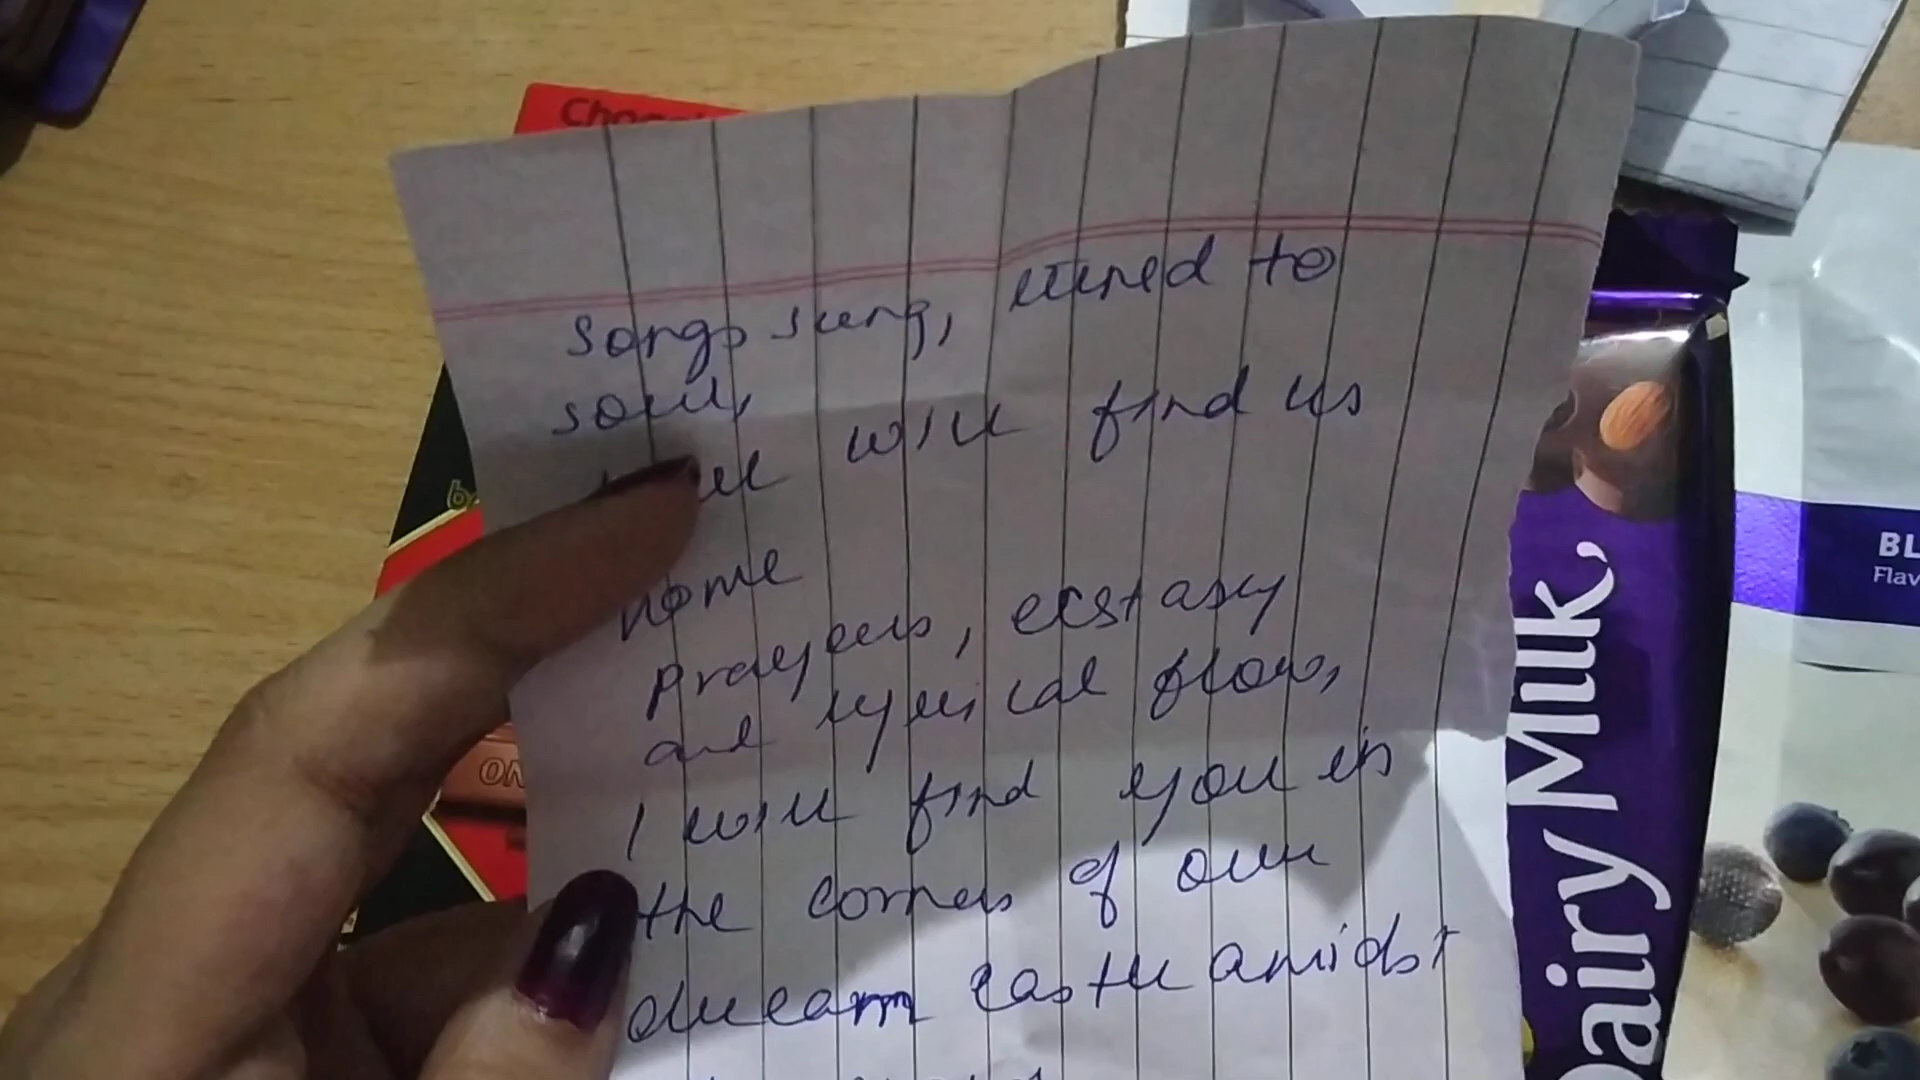 Songs sung, tuned to
soul,
will find us
home
Prayers, ecstasy
and lyrical flow,
I will find you in
the corners of our
dream castle amidst
Dairy Milk
BL
Flav